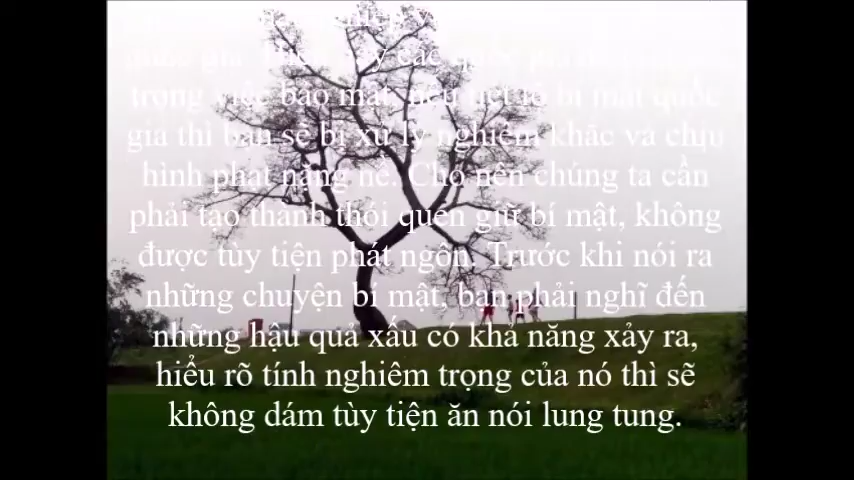 trọng việc bảo mật, nếu tiết lộ bí mật quốc
gia thì bạn sẽ bị xử lý nghiêm khắc và chịu
hình phạt nặng nề. Cho nên chúng ta cần
phải tạo thành thói quen giữ bí mật, không
được tùy tiện phát ngôn. Trước khi nói ra
những chuyện bí mật, bạn phải nghĩ đến
những hậu quả xấu có khả năng xảy ra,
hiểu rõ tính nghiêm trọng của nó thì sẽ
không dám tùy tiện ăn nói lung tung.